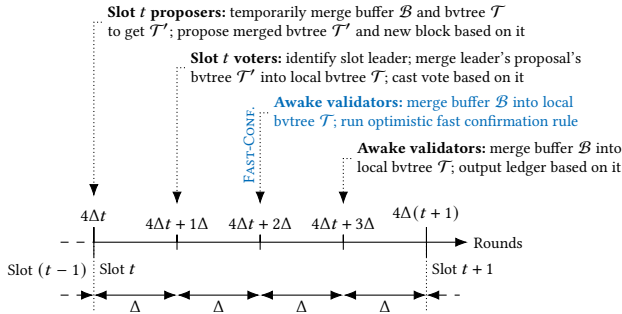 Slot t proposers: temporarily merge buffer ℬ and bvtree 𝒯
to get 𝒯′; propose merged bvtree 𝒯′ and new block based on it
Slot t voters: identify slot leader; merge leader's proposal's
bvtree 𝒯′ into local bvtree 𝒯; cast vote based on it
Awake validators: merge buffer ℬ into local
bvtree 𝒯; run optimistic fast confirmation rule
FAST-CONF.
Awake validators: merge buffer ℬ into
local bvtree 𝒯; output ledger based on it
4Δt 4Δt + 1Δ 4Δt + 2Δ 4Δt + 3Δ 4Δ(t + 1)
Rounds
Slot (t − 1) Slot t Slot t + 1
Δ Δ Δ Δ